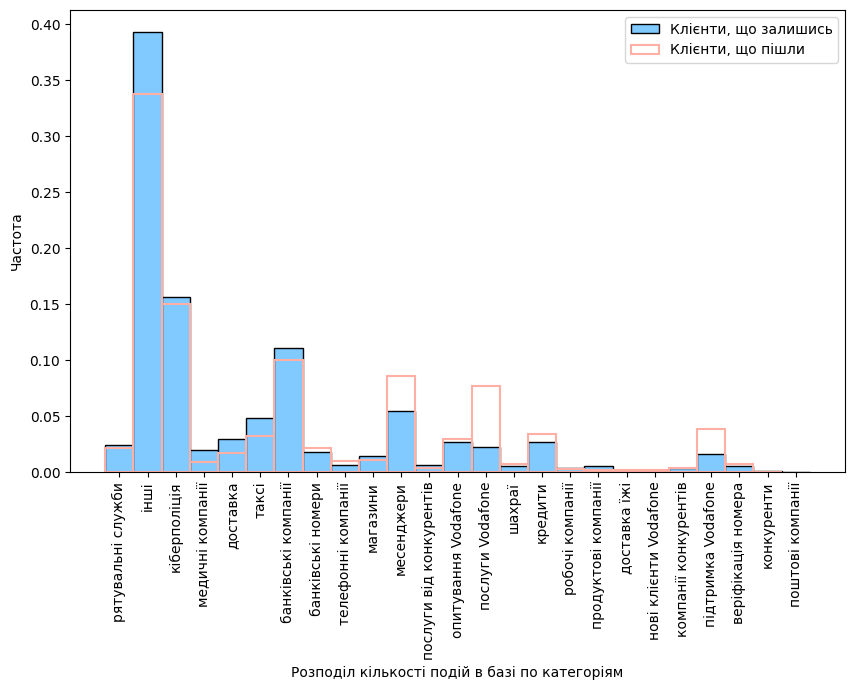 0.40
0.35
0.30
0.25
0.20
0.15
0.10
0.05
0.00
Частота
Клієнти, що залишись
Клієнти, що пішли
рятувальні служби
інші
кіберполіція
медичні компанії
доставка
таксі
банківські компанії
банківські номери
телефонні компанії
магазини
месенджери
послуги від конкурентів
опитування Vodafone
послуги Vodafone
шахраї
кредити
робочі компанії
продуктові компанії
доставка їжі
нові клієнти Vodafone
компанії конкурентів
підтримка Vodafone
веріфікація номера
конкуренти
поштові компанії
Розподіл кількості подій в базі по категоріям